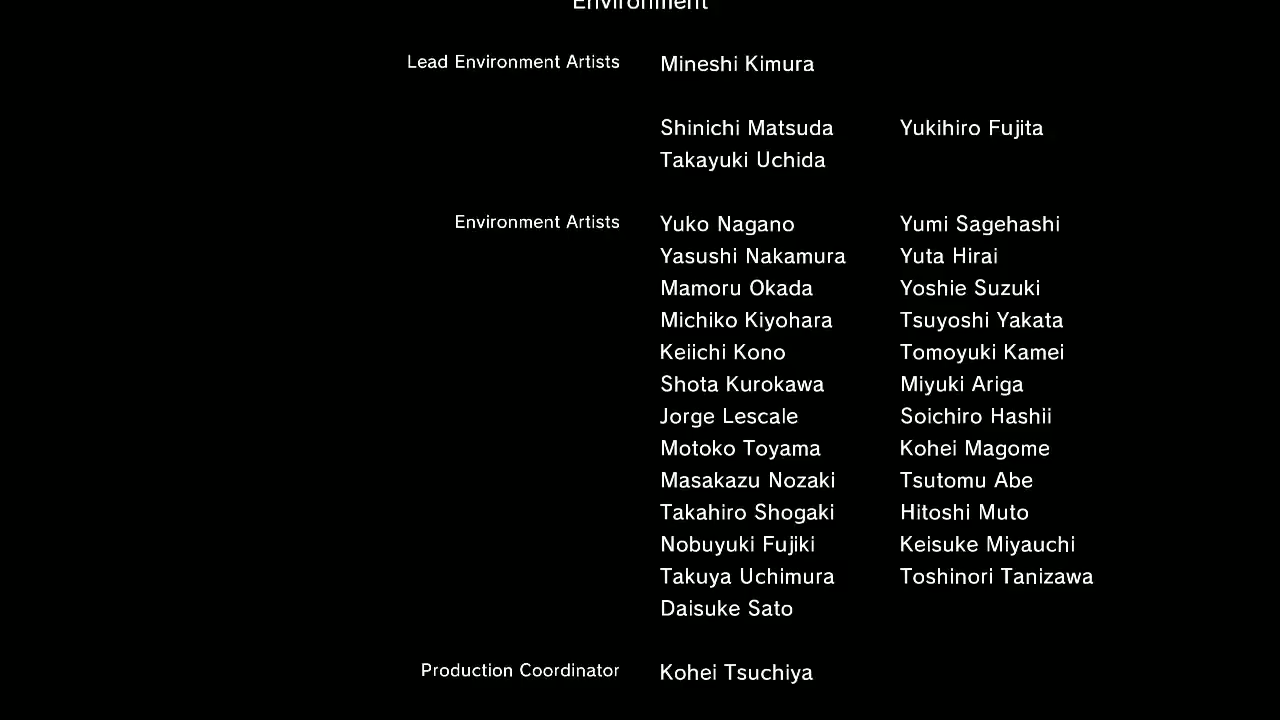 Environment
Lead Environment Artists Mineshi Kimura
Shinichi Matsuda Yukihiro Fujita
Takayuki Uchida
Environment Artists Yuko Nagano Yumi Sagehashi
Yasushi Nakamura Yuta Hirai
Mamoru Okada Yoshie Suzuki
Michiko Kiyohara Tsuyoshi Yakata
Keiichi Kono Tomoyuki Kamei
Shota Kurokawa Miyuki Ariga
Jorge Lescale Soichiro Hashii
Motoko Toyama Kohei Magome
Masakazu Nozaki Tsutomu Abe
Takahiro Shogaki Hitoshi Muto
Nobuyuki Fujiki Keisuke Miyauchi
Takuya Uchimura Toshinori Tanizawa
Daisuke Sato
Production Coordinator Kohei Tsuchiya